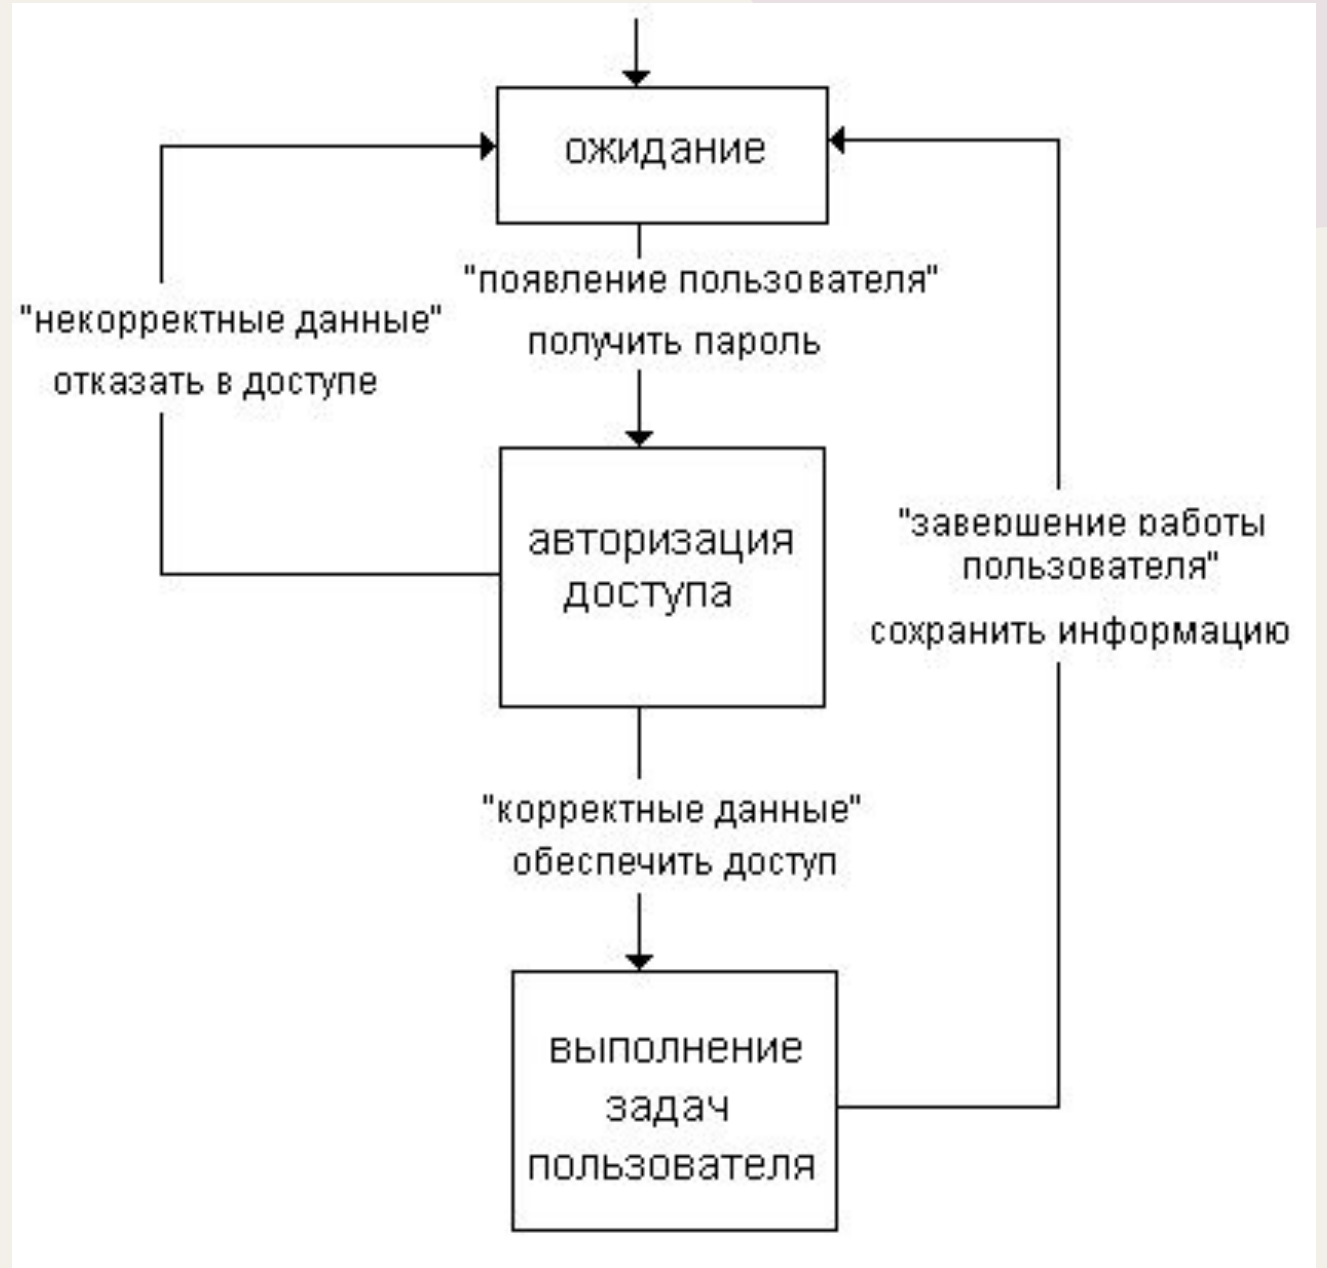 ожидание
"появление пользователя"
получить пароль
"некорректные данные"
отказать в доступе
авторизация
доступа
"завершение работы
пользователя"
сохранить информацию
"корректные данные"
обеспечить доступ
выполнение
задач
пользователя